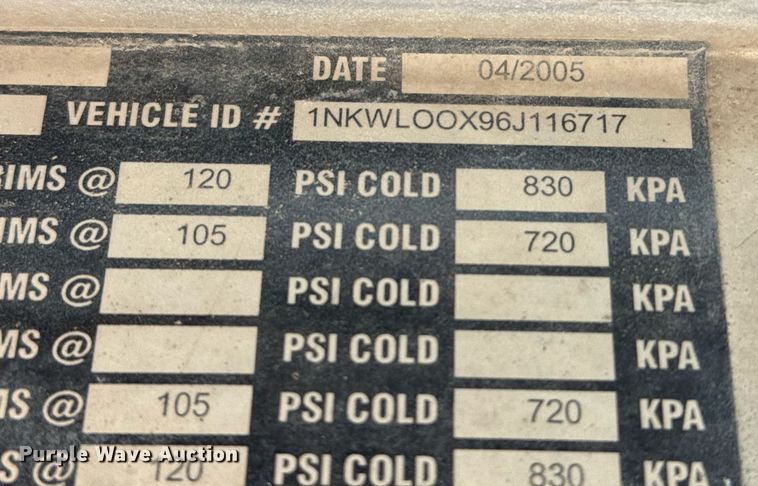 DATE 04/2005
VEHICLE ID # 1NKWLOOX96J116717
RIMS @ 120 PSI COLD 830 KPA
IMS @ 105 PSI COLD 720 KPA
MS @ PSI COLD KPA
MS @ PSI COLD KPA
MS @ 105 PSI COLD 720 KPA
S @ 120 PSI COLD 830 KPA
Purple Wave Auction